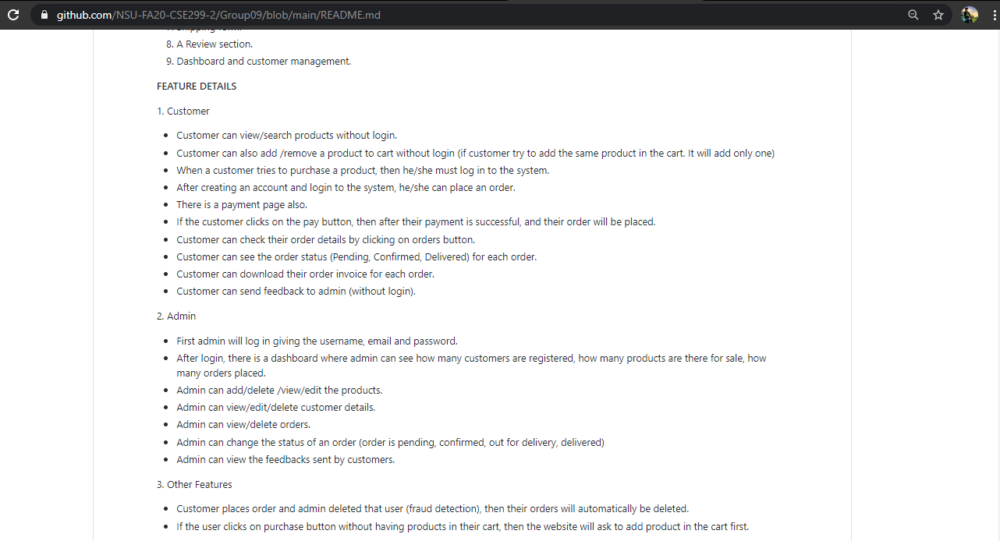 github.com/NSU-FA20-CSE299-2/Group09/blob/main/README.md
8. A Review section.
9. Dashboard and customer management.
FEATURE DETAILS
1. Customer
• Customer can view/search products without login.
• Customer can also add /remove a product to cart without login (if customer try to add the same product in the cart. It will add only one)
• When a customer tries to purchase a product, then he/she must log in to the system.
• After creating an account and login to the system, he/she can place an order.
• There is a payment page also.
• If the customer clicks on the pay button, then after their payment is successful, and their order will be placed.
• Customer can check their order details by clicking on orders button.
• Customer can see the order status (Pending, Confirmed, Delivered) for each order.
• Customer can download their order invoice for each order.
• Customer can send feedback to admin (without login).
2. Admin
• First admin will log in giving the username, email and password.
• After login, there is a dashboard where admin can see how many customers are registered, how many products are there for sale, how
many orders placed.
• Admin can add/delete /view/edit the products.
• Admin can view/edit/delete customer details.
• Admin can view/delete orders.
• Admin can change the status of an order (order is pending, confirmed, out for delivery, delivered)
• Admin can view the feedbacks sent by customers.
3. Other Features
• Customer places order and admin deleted that user (fraud detection), then their orders will automatically be deleted.
• If the user clicks on purchase button without having products in their cart, then the website will ask to add product in the cart first.